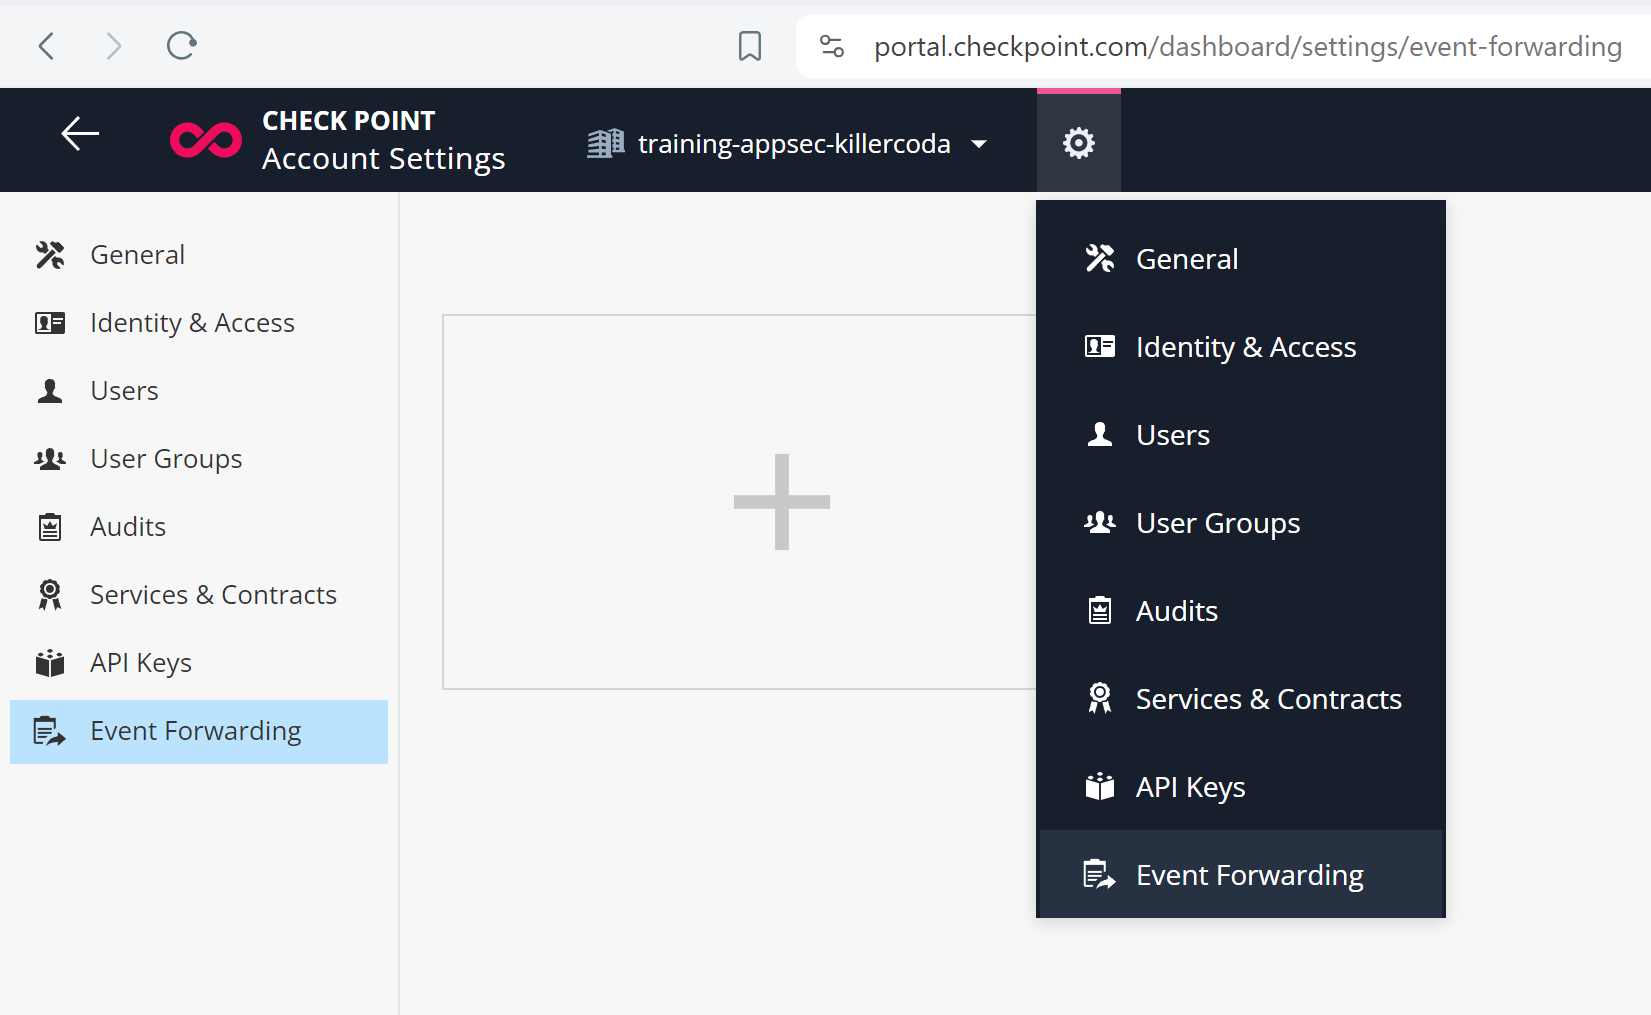 portal.checkpoint.com/dashboard/settings/event-forwarding
CHECK POINT
Account Settings
training-appsec-killercoda
General
Identity & Access
Users
User Groups
Audits
Services & Contracts
API Keys
Event Forwarding
General
Identity & Access
Users
User Groups
Audits
Services & Contracts
API Keys
Event Forwarding